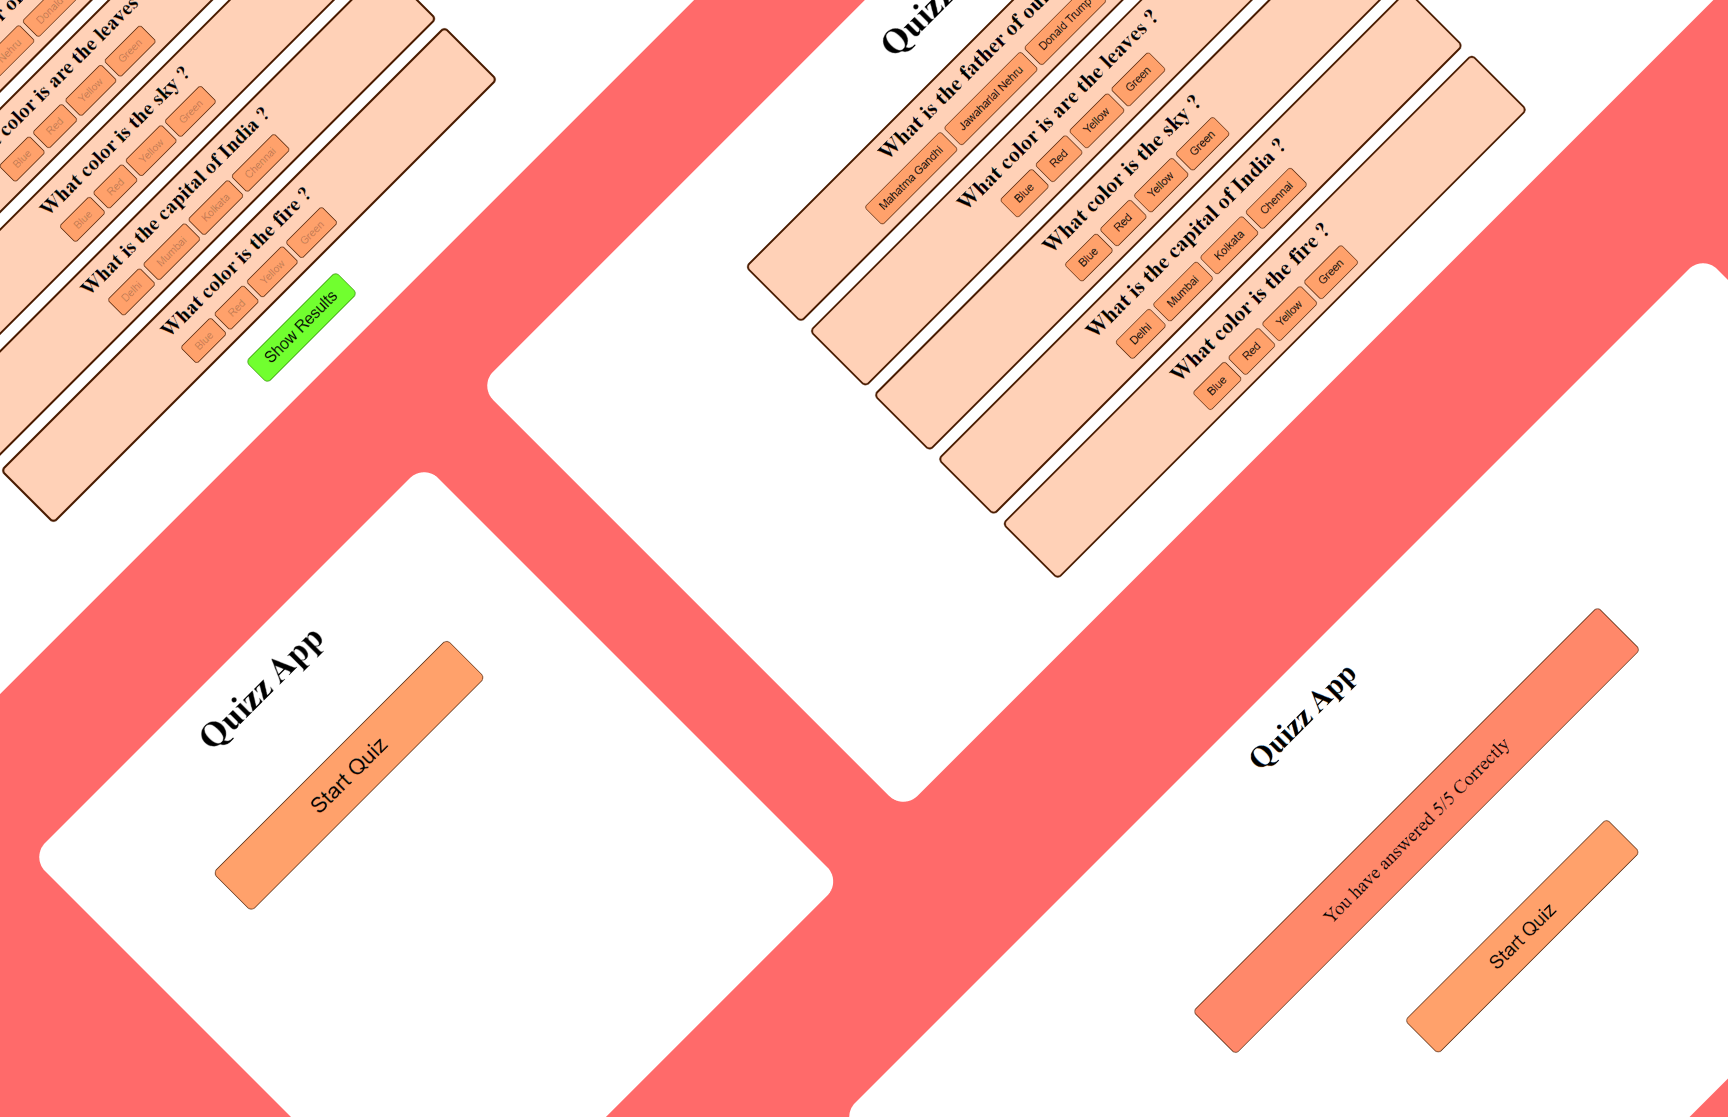 Donald
Nehru
color is are the leaves
Blue Red Yellow Green
What color is the sky ?
Blue Red Yellow Green
What is the capital of India ?
Delhi Mumbai Kolkata Chennai
What color is the fire ?
Blue Red Yellow Green
Show Results
What is the father of our
Mahatma Gandhi Jawaharlal Nehru Donald Trump
What color is are the leaves ?
Blue Red Yellow Green
What color is the sky ?
Blue Red Yellow Green
What is the capital of India ?
Delhi Mumbai Kolkata Chennai
What color is the fire ?
Blue Red Yellow Green
Quizz App
Start Quiz
Quizz App
You have answered 5/5 Correctly
Start Quiz